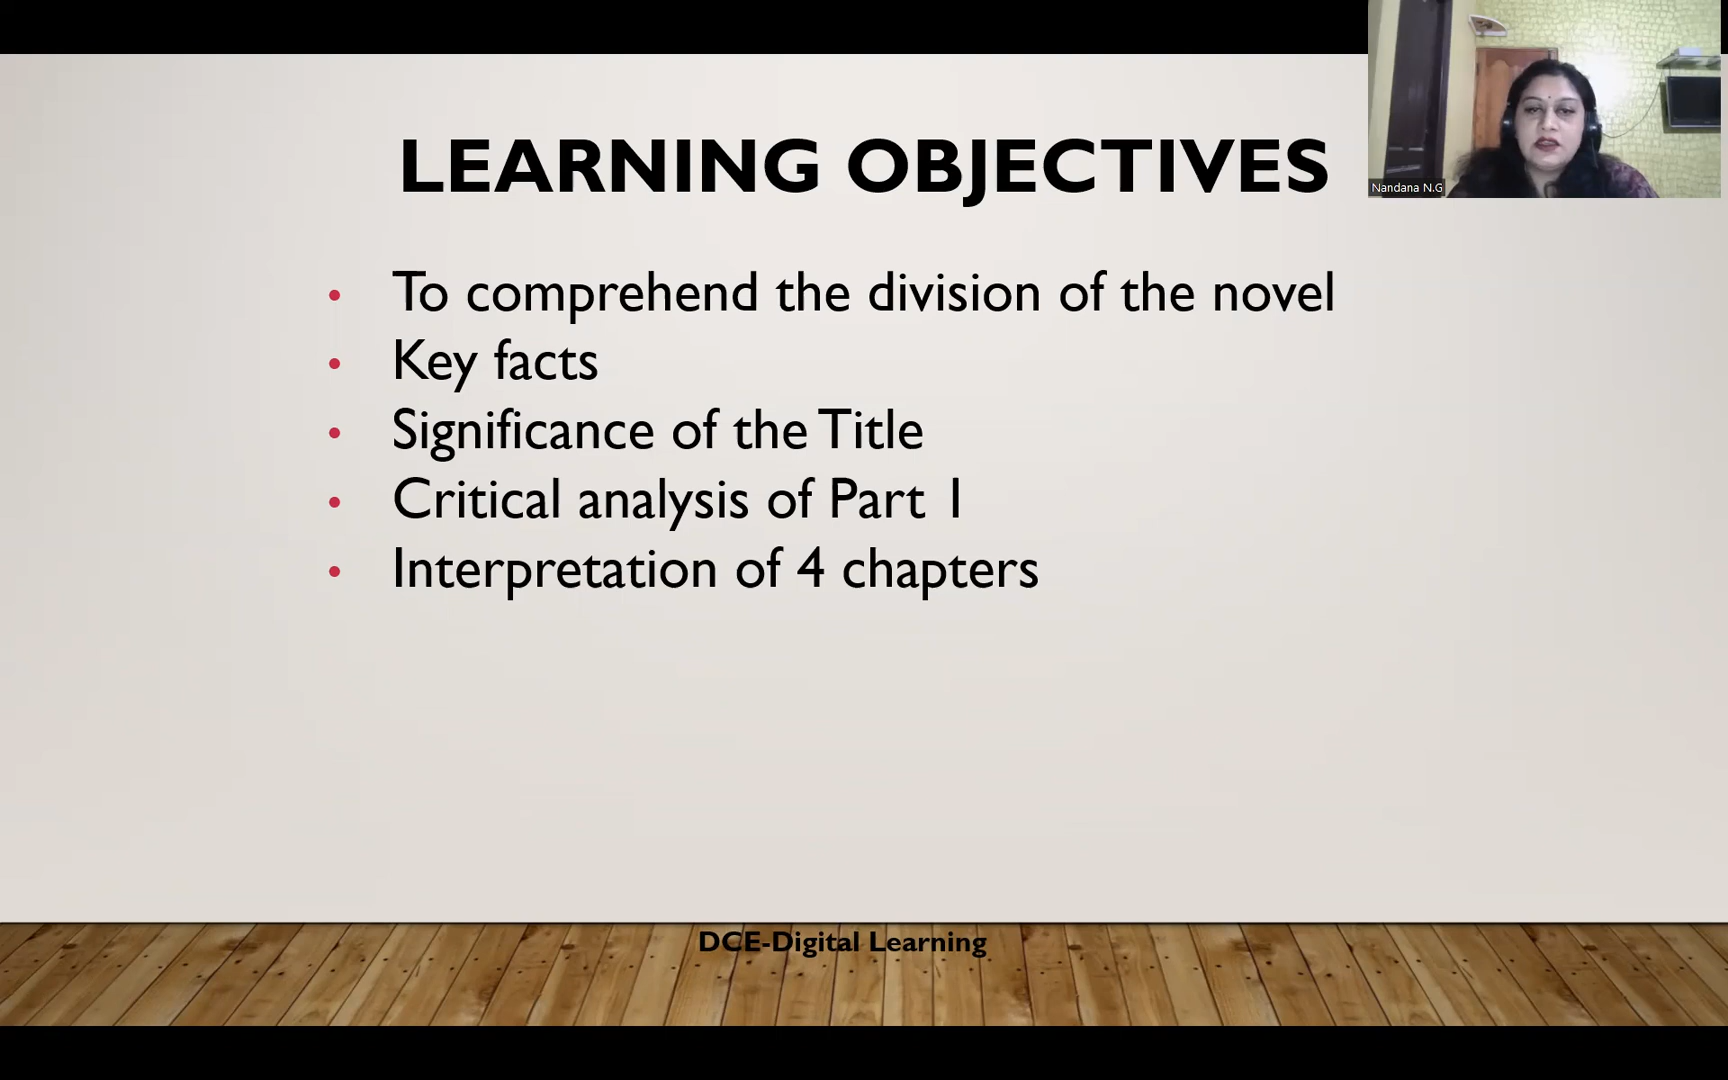 LEARNING OBJECTIVES
Nandana N.G
• To comprehend the division of the novel
• Key facts
• Significance of the Title
• Critical analysis of Part 1
• Interpretation of 4 chapters
DCE-Digital Learning